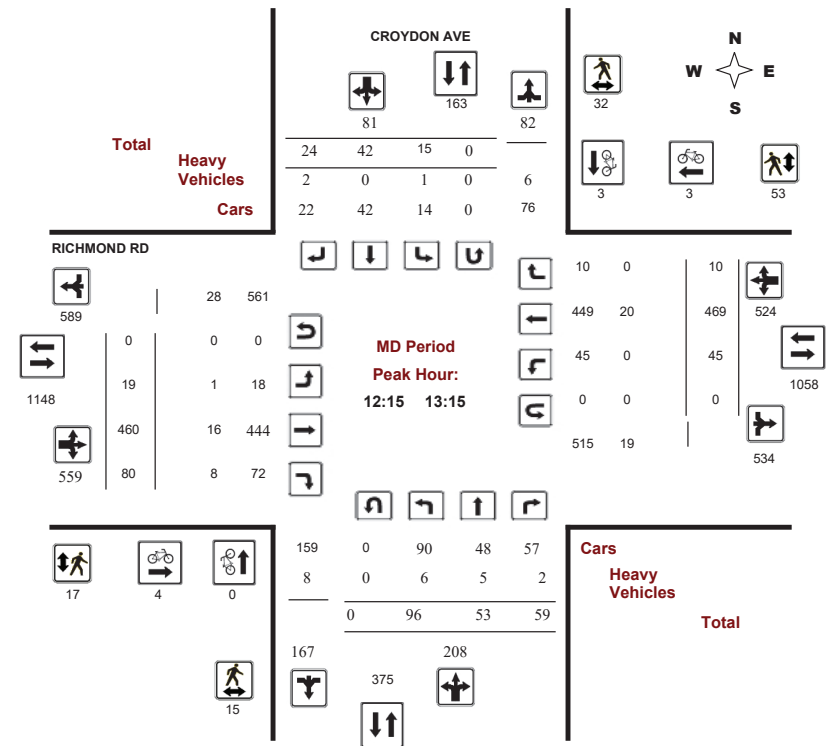 CROYDON AVE
N
W E
S
163
32
81 82
Total 24 42 15 0
Heavy
Vehicles 2 0 1 0 6
Cars 22 42 14 0 76
3 3 53
RICHMOND RD
589 28 561
10 0 10
449 20 469 524
0 0 0
MD Period
Peak Hour:
12:15 13:15
45 0 45
1148 19 1 18
0 0 0
1058
460 16 444
515 19
534
559 80 8 72
159 0 90 48 57 Cars
8 0 6 5 2 Heavy
Vehicles
0 96 53 59 Total
17 4 0
167 208
375
15